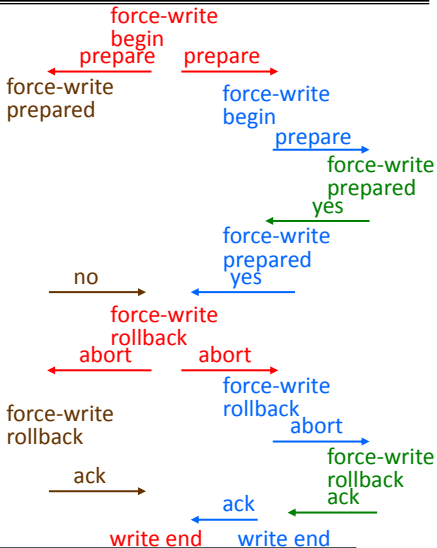 force-write
begin
prepare prepare
force-write
prepared
force-write
begin
prepare
force-write
prepared
yes
force-write
prepared
no
yes
force-write
rollback
abort abort
force-write
rollback
force-write
rollback
abort
force-write
rollback
ack
ack
ack
write end write end